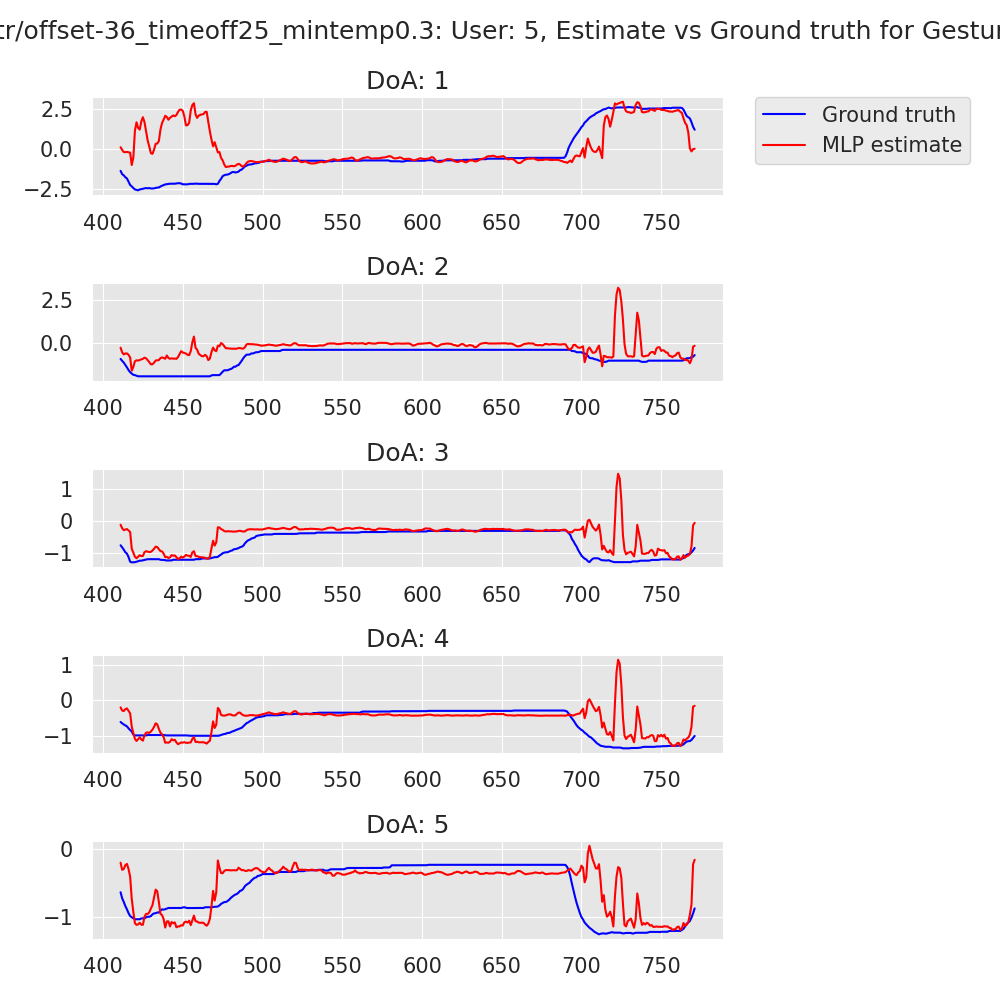 tr/offset-36_timeoff25_mintemp0.3: User: 5, Estimate vs Ground truth for Gestur
DoA: 1
2.5
0.0
−2.5
400 450 500 550 600 650 700 750
Ground truth
MLP estimate
DoA: 2
2.5
0.0
400 450 500 550 600 650 700 750
DoA: 3
1
0
−1
400 450 500 550 600 650 700 750
DoA: 4
1
0
−1
400 450 500 550 600 650 700 750
DoA: 5
0
−1
400 450 500 550 600 650 700 750